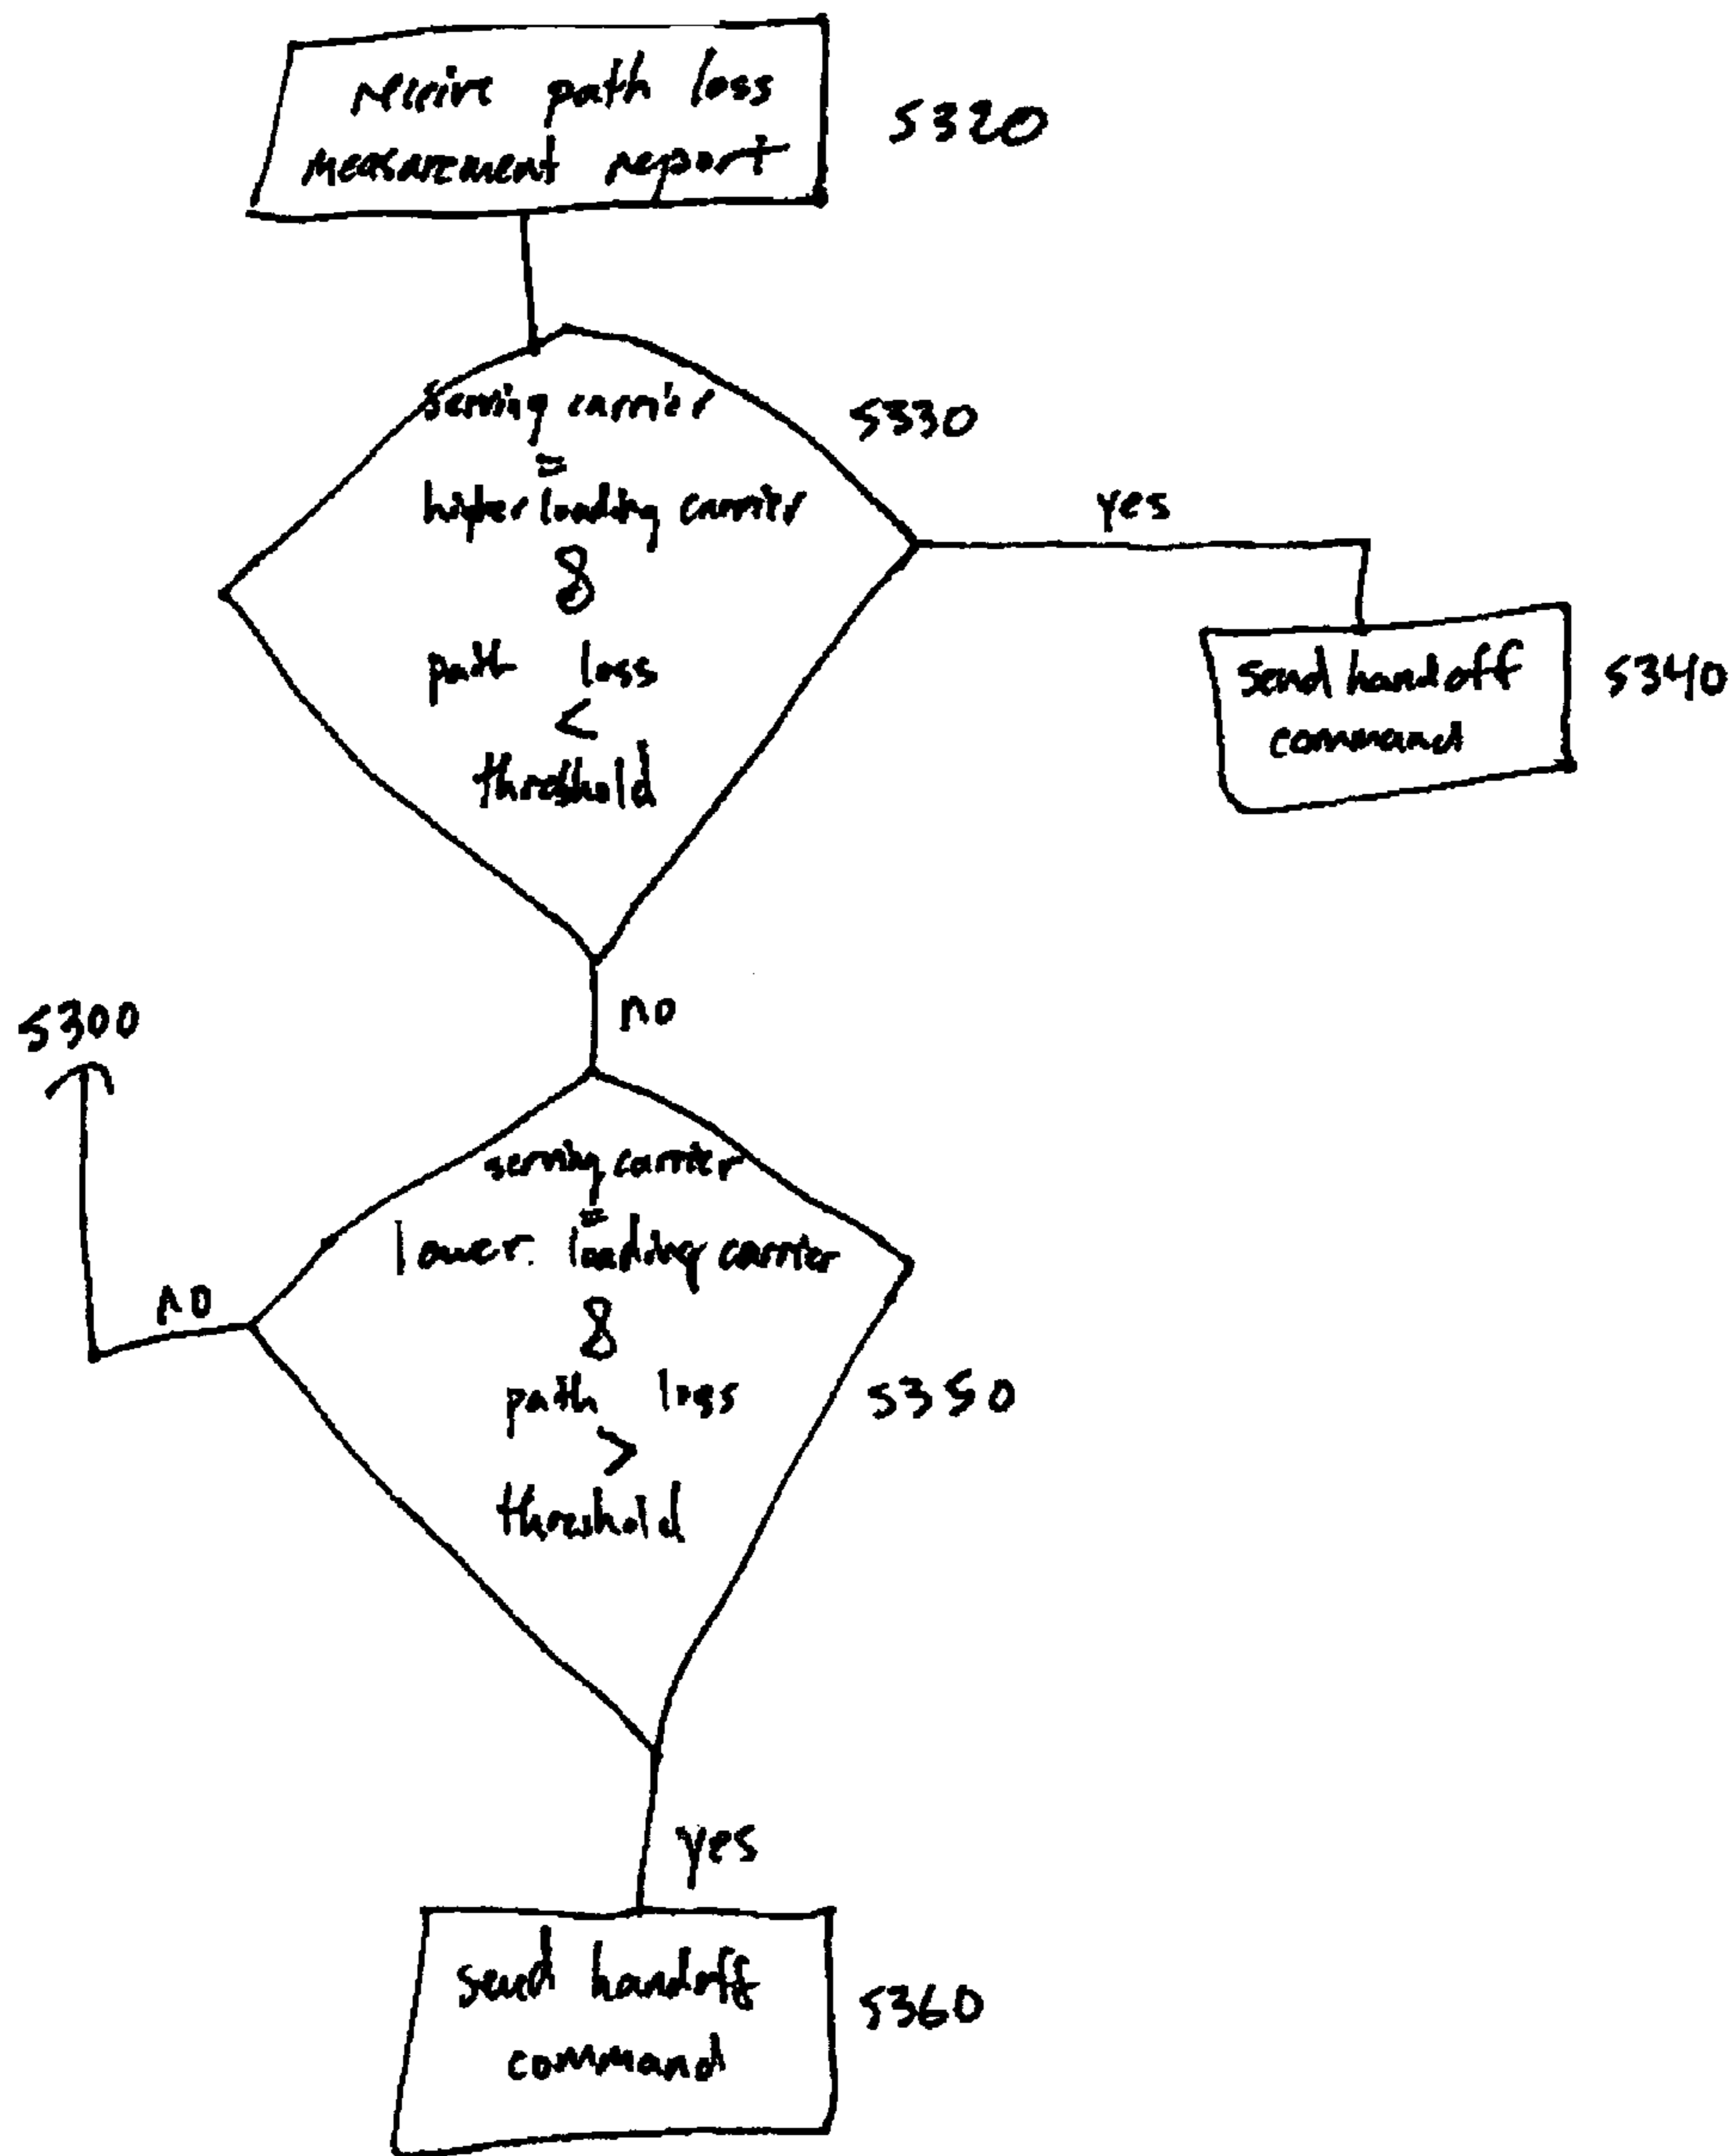 receive path loss
measurement report
S320
serving carrier
=
higher loading carrier
&
path loss
<
threshold
S330
yes
send handoff
command
S340
no
S300
serving carrier
=
lower loading carrier
&
path loss
>
threshold
S350
no
yes
send handoff
command
S360